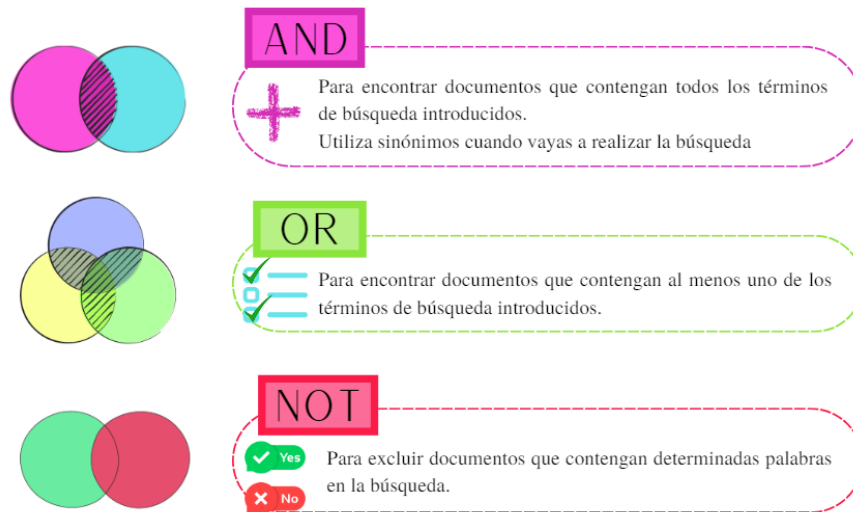 AND
Para encontrar documentos que contengan todos los términos
de búsqueda introducidos.
Utiliza sinónimos cuando vayas a realizar la búsqueda
OR
Para encontrar documentos que contengan al menos uno de los
términos de búsqueda introducidos.
NOT
Yes
Para excluir documentos que contengan determinadas palabras
en la búsqueda.
No